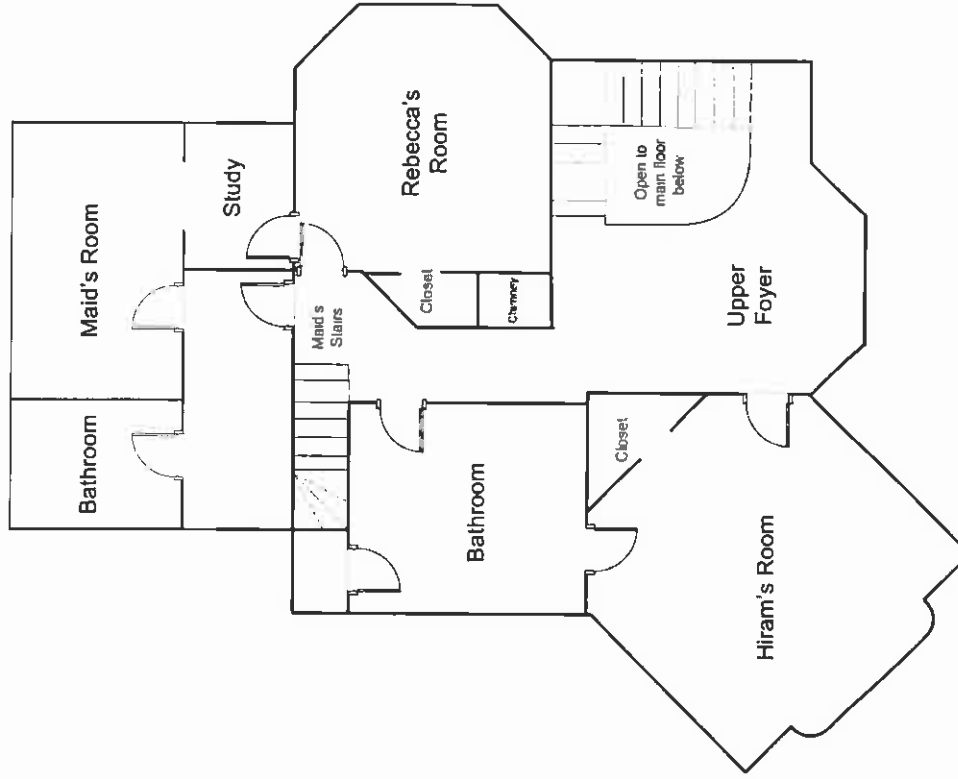 Maid's Room
Bathroom
Study
Rebecca's
Room
Maid's
Stairs
Closet
Chimney
Open to
main floor
below
Upper
Foyer
Bathroom
Closet
Hiram's Room